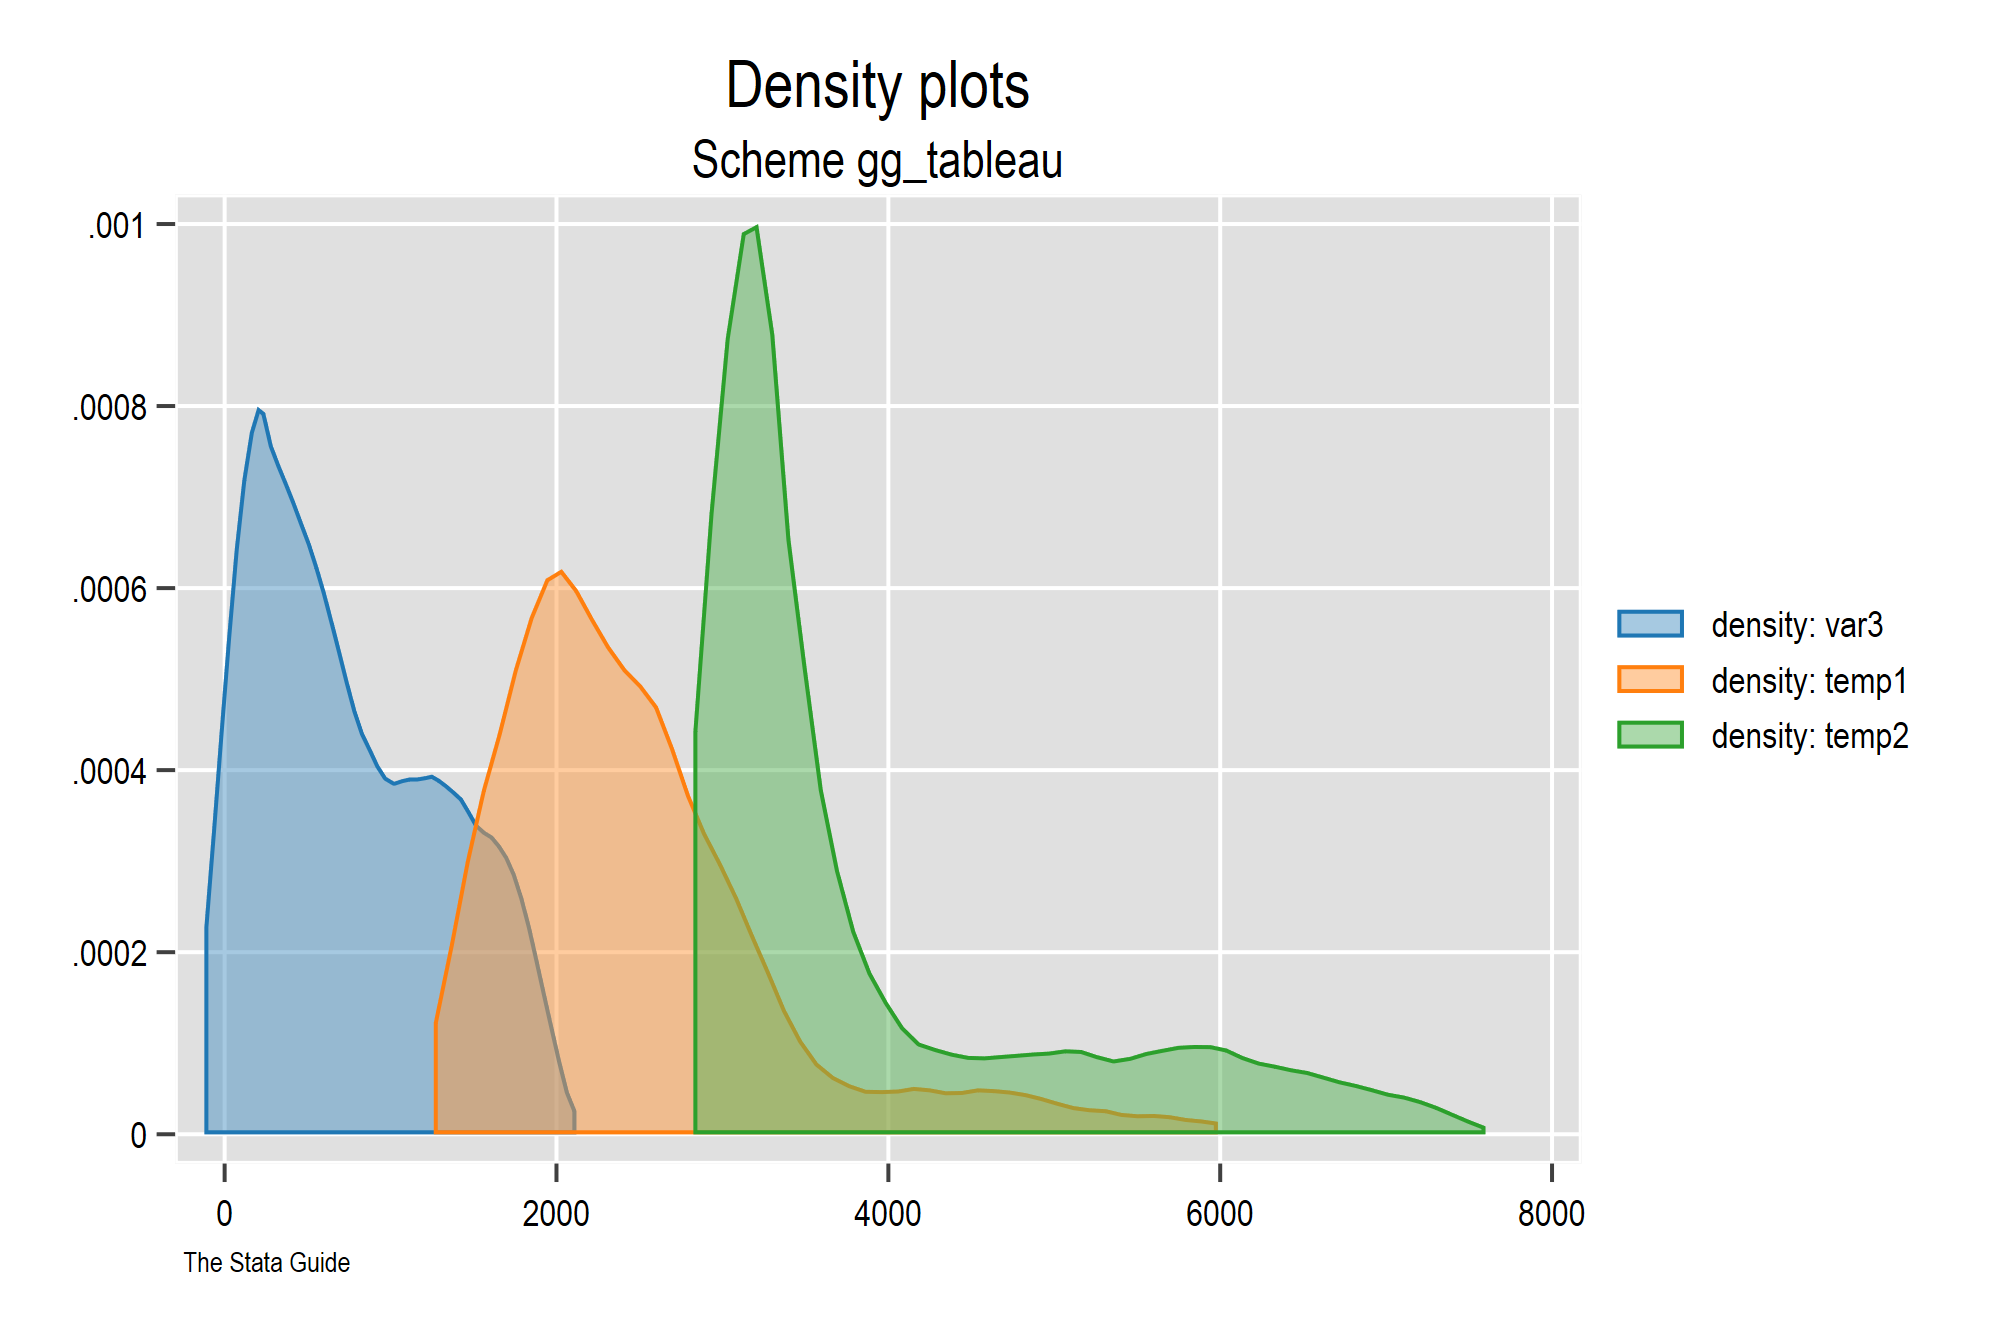 Density plots
Scheme gg_tableau
.001
.0008
.0006
.0004
.0002
0
0 2000 4000 6000 8000
density: var3
density: temp1
density: temp2
The Stata Guide